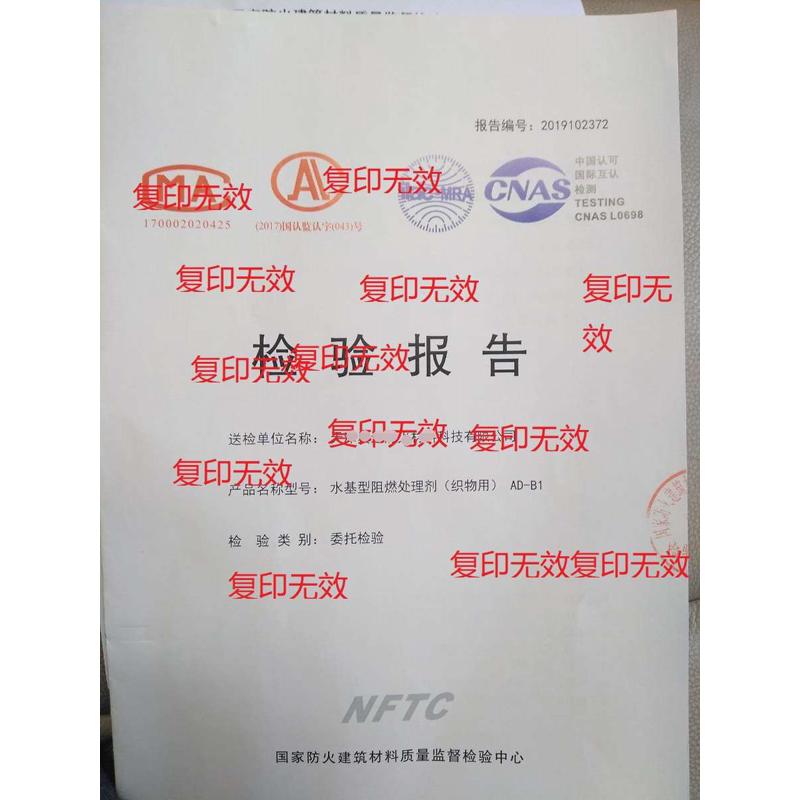 报告编号：2019102372
MA
170002020425
AL
(2017)国认监认字(043)号
ilac-MRA
CNAS
中国认可
国际互认
检测
TESTING
CNAS L0698
复印无效
复印无效
复印无效
复印无效
复印无效
检验报告
复印无效
复印无效
送检单位名称：
科技有限公司
复印无效
复印无效
产品名称型号：水基型阻燃处理剂（织物用） AD-B1
复印无效
检 验 类 别：委托检验
复印无效
复印无效
复印无效
NFTC
国家防火建筑材料质量监督检验中心